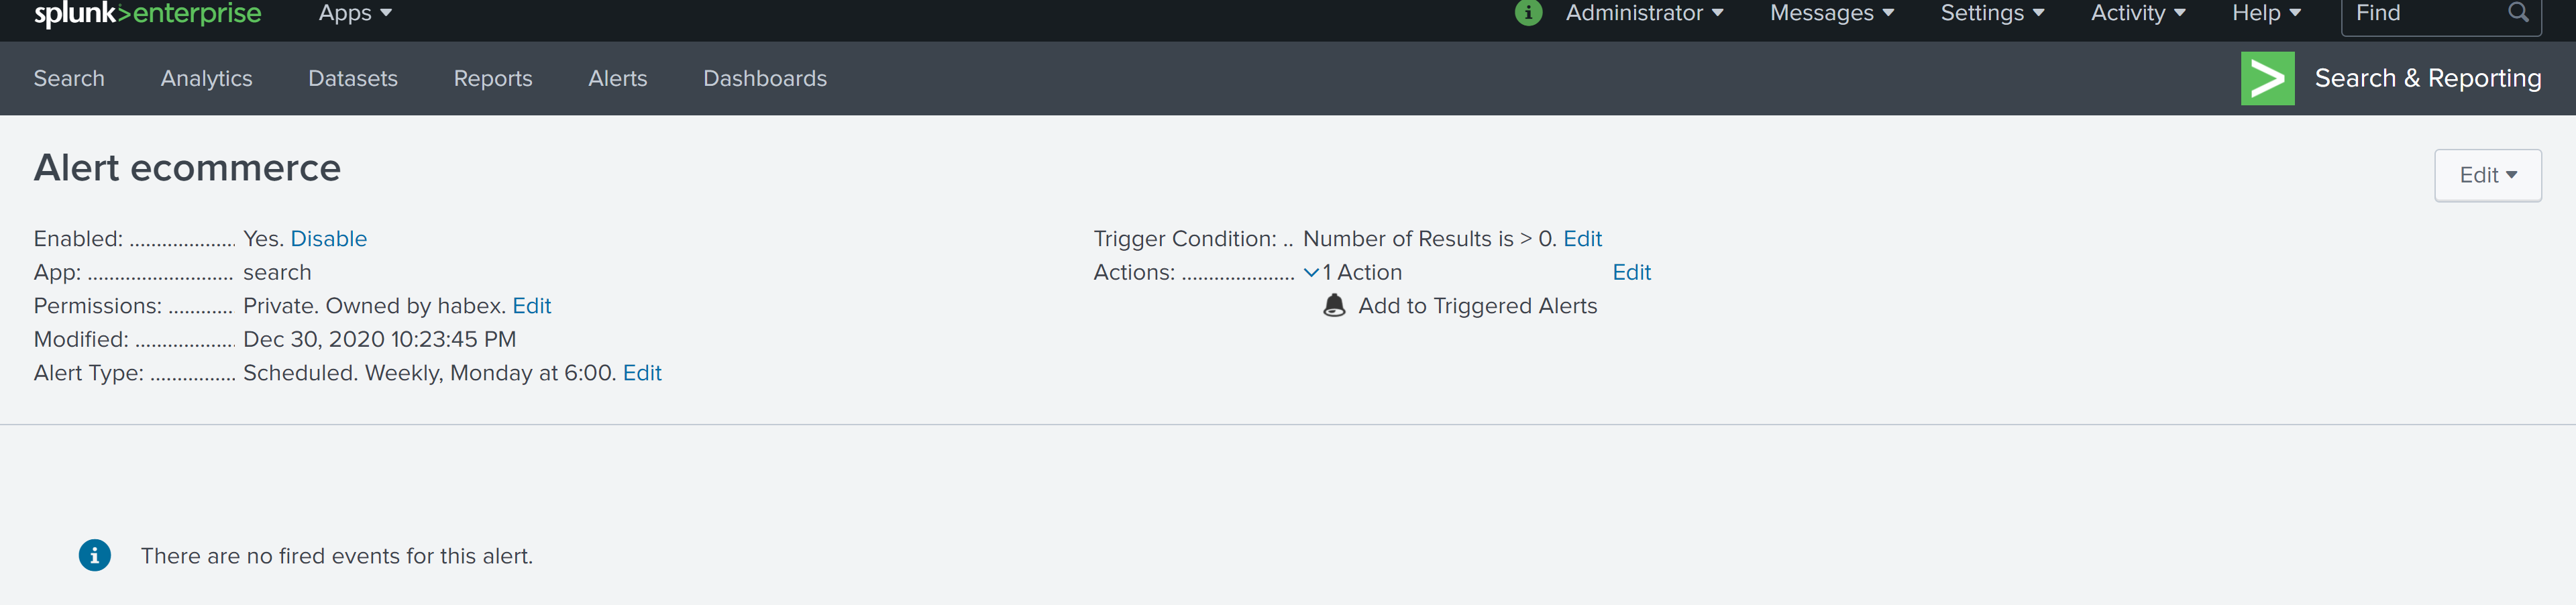 splunk>enterprise Apps Administrator Messages Settings Activity Help Find
Search Analytics Datasets Reports Alerts Dashboards Search & Reporting
Alert ecommerce
Edit
Enabled: .................... Yes. Disable
App: ........................... search
Permissions: ............ Private. Owned by habex. Edit
Modified: ................... Dec 30, 2020 10:23:45 PM
Alert Type: ................ Scheduled. Weekly, Monday at 6:00. Edit
Trigger Condition: .. Number of Results is > 0. Edit
Actions: ..................... 1 Action Edit
Add to Triggered Alerts
There are no fired events for this alert.